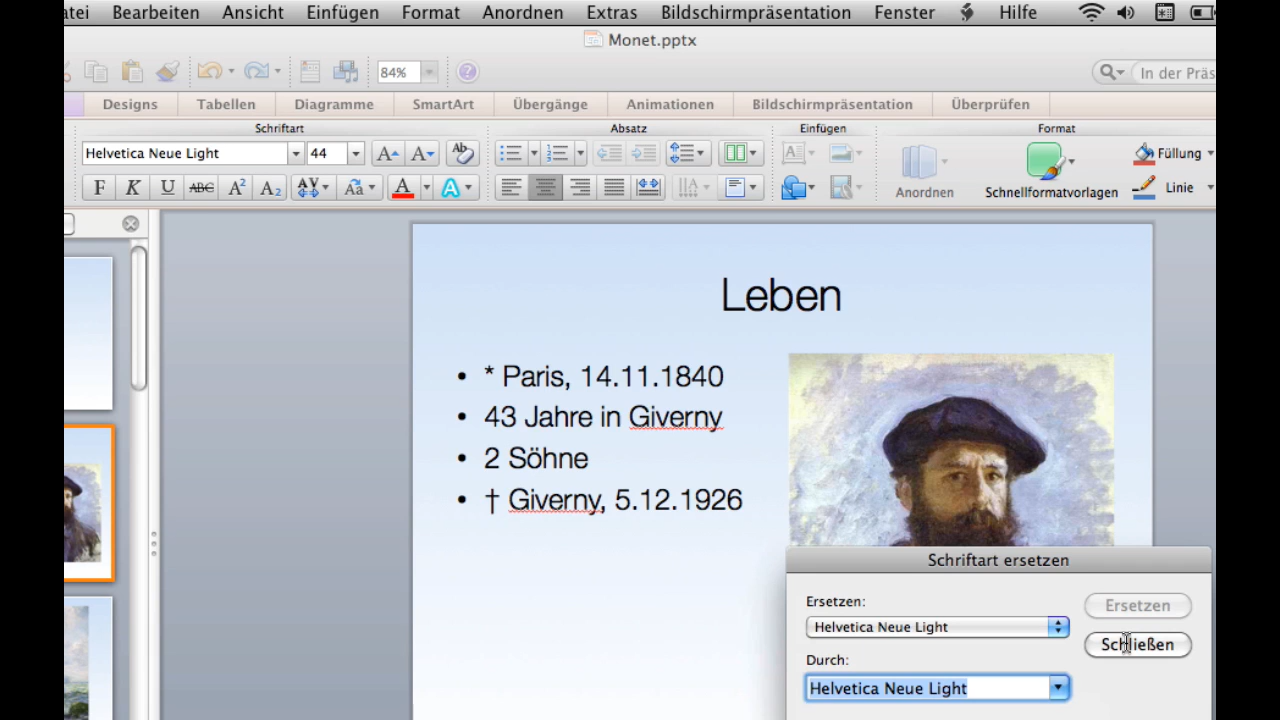 atei Bearbeiten Ansicht Einfügen Format Anordnen Extras Bildschirmpräsentation Fenster Hilfe
Monet.pptx
84% ? In der Präs
Designs Tabellen Diagramme SmartArt Übergänge Animationen Bildschirmpräsentation Überprüfen
Schriftart Absatz Einfügen Format
Helvetica Neue Light 44 A A Ab Füllung
F K U ABC A2 A2 AV Aa A A Anordnen Schnellformatvorlagen Linie
Leben
• * Paris, 14.11.1840
• 43 Jahre in Giverny
• 2 Söhne
• † Giverny, 5.12.1926
Schriftart ersetzen
Ersetzen: Ersetzen
Helvetica Neue Light
Schließen
Durch:
Helvetica Neue Light